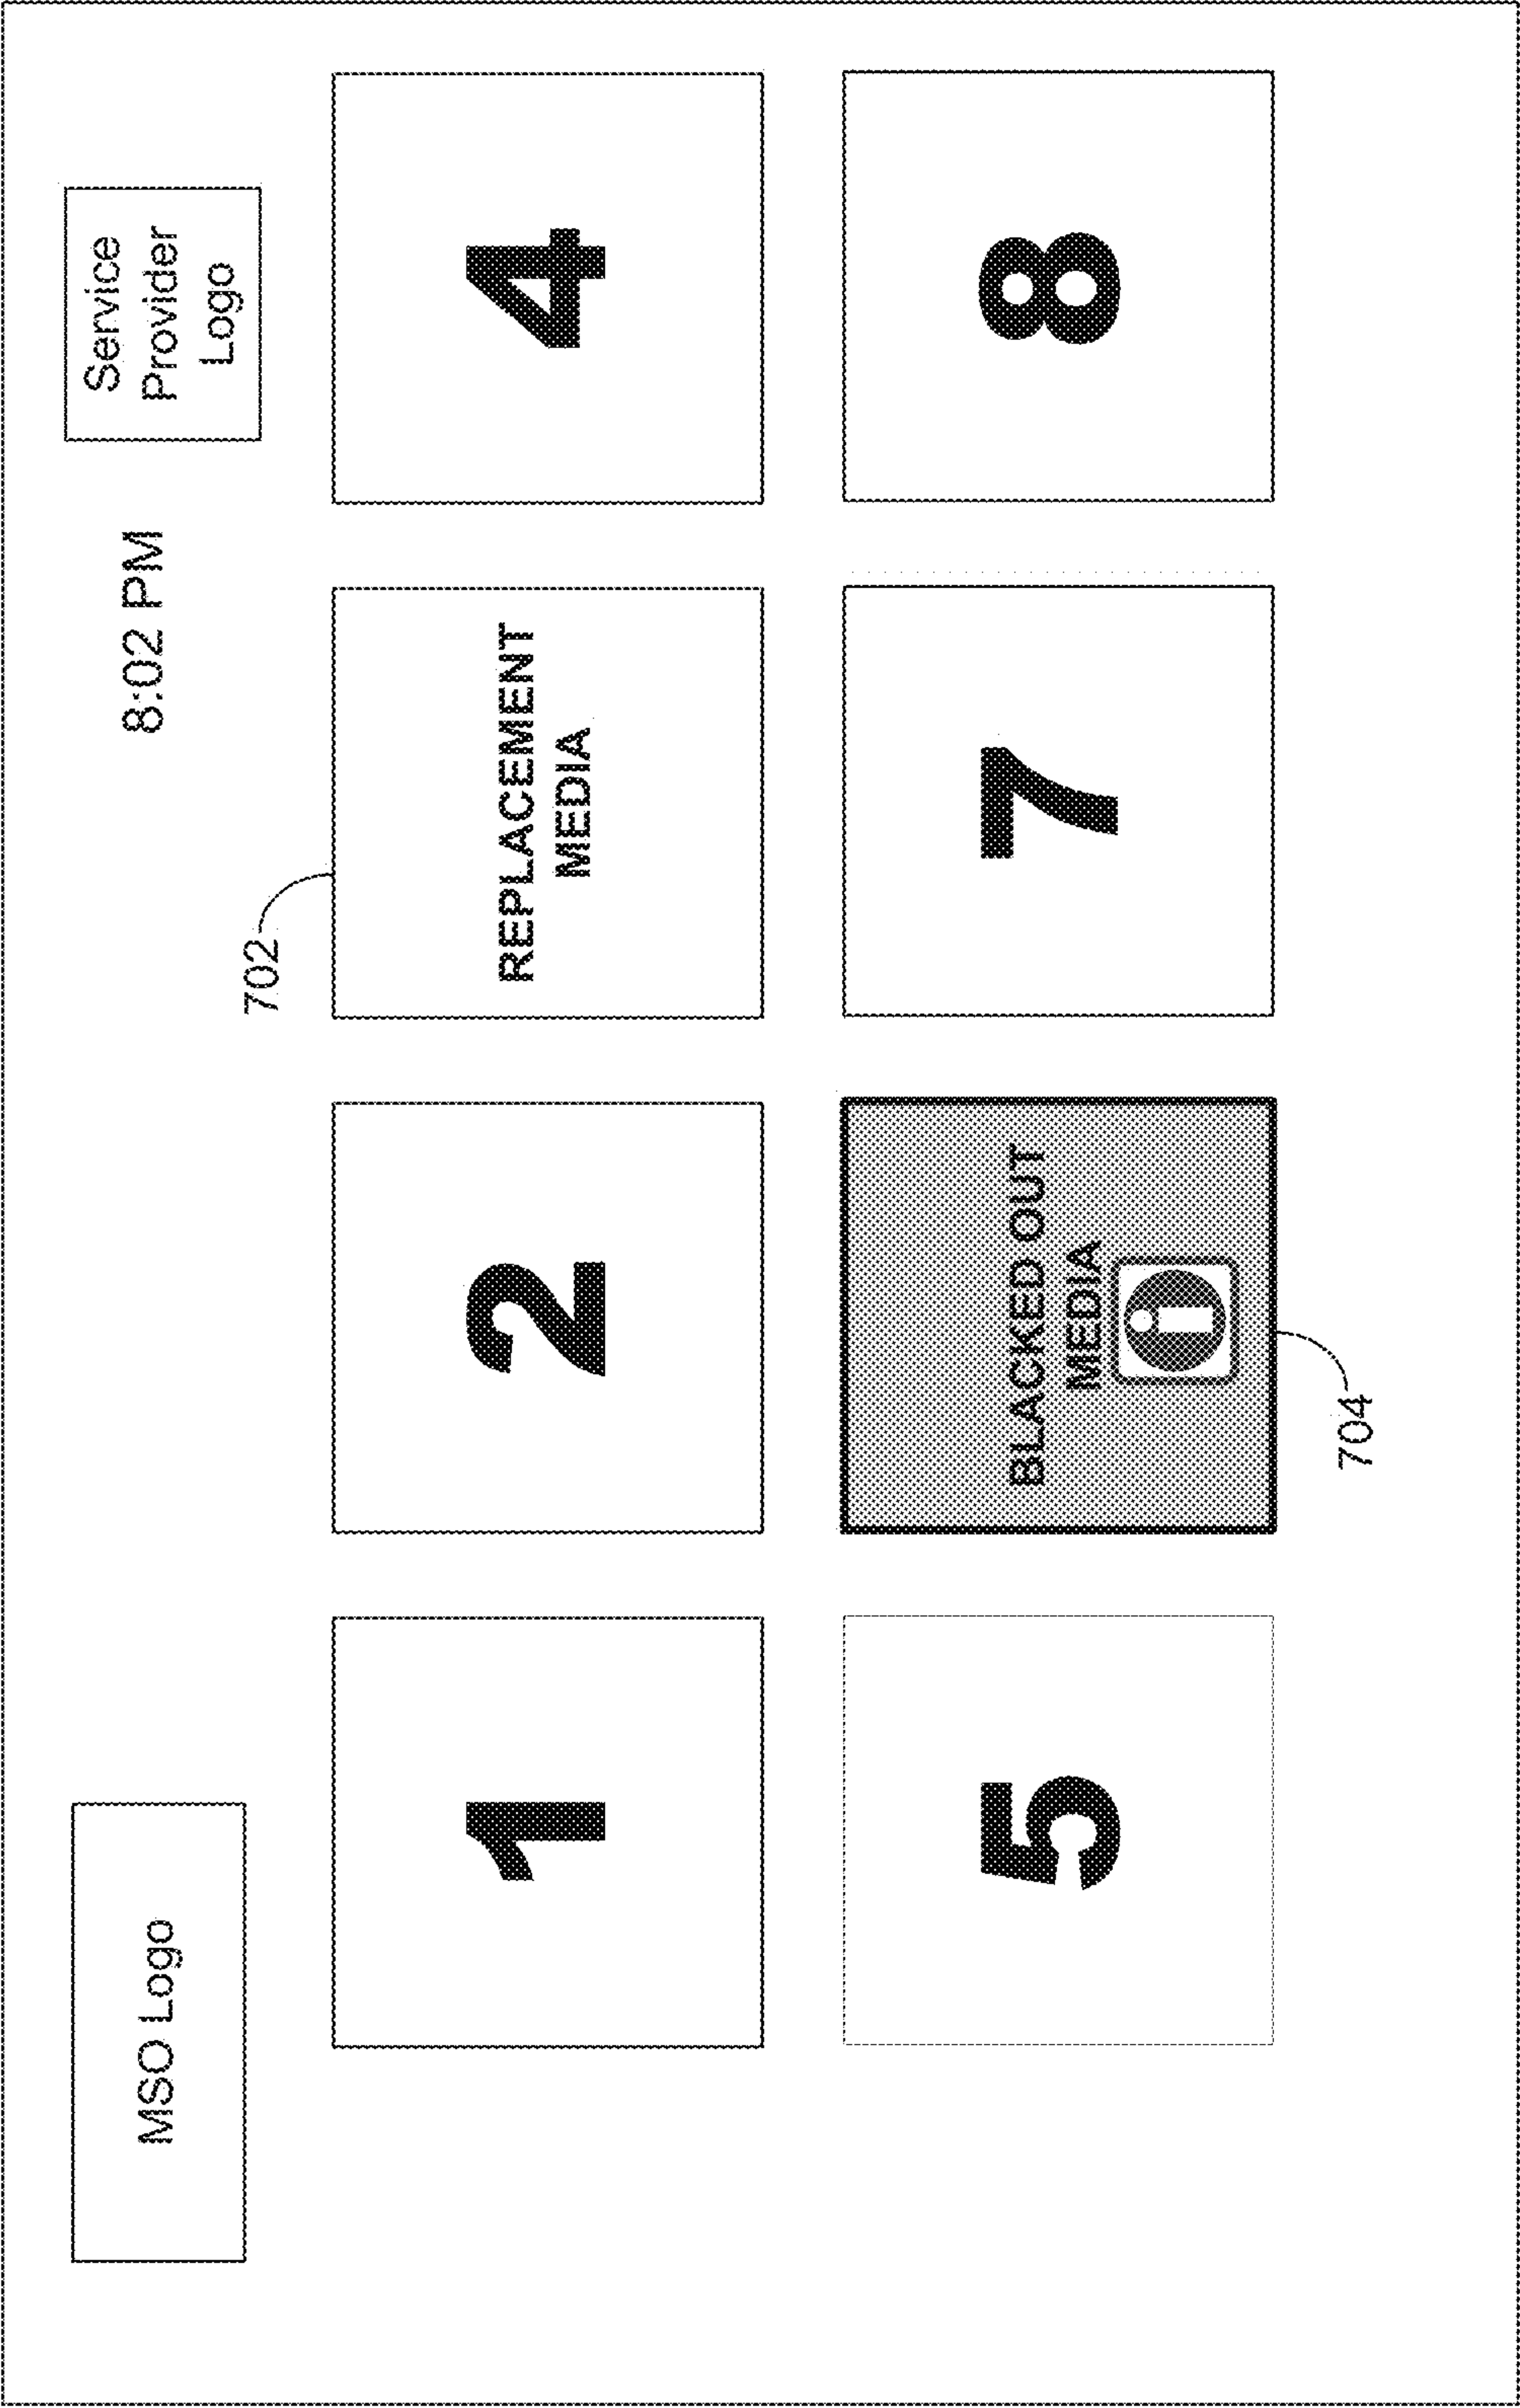 MSO Logo
8:02 PM
Service
Provider
Logo
702
1
2
REPLACEMENT
MEDIA
4
5
BLACKED OUT
MEDIA
i
7
8
704